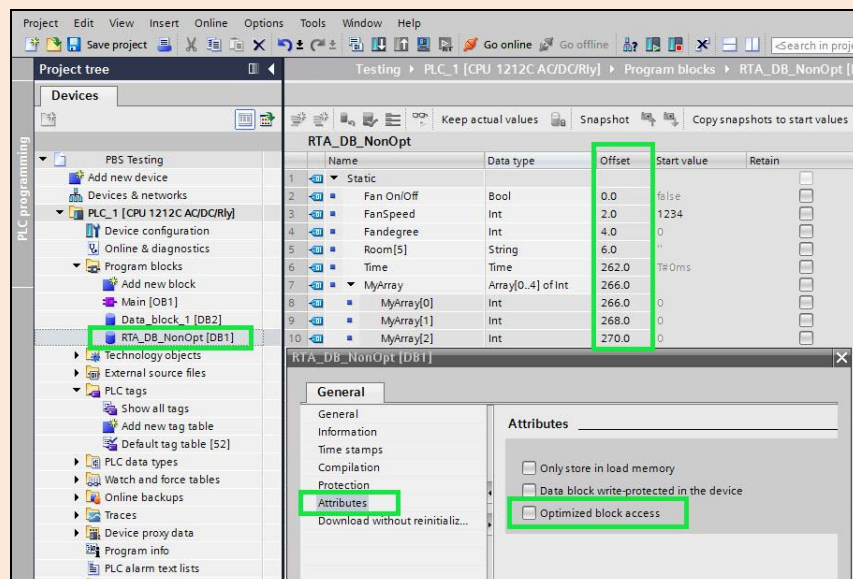 Project Edit View Insert Online Options Tools Window Help
Save project Go online Go offline <Search in proj
Project tree
Testing PLC_1 [CPU 1212C AC/DC/Rly] Program blocks RTA_DB_NonOpt [
Devices
PLC programming
Keep actual values Snapshot Copy snapshots to start values
RTA_DB_NonOpt
Name Data type Offset Start value Retain
1 Static
2 Fan On/Off Bool 0.0 false
3 FanSpeed Int 2.0 1234
4 Fandegree Int 4.0 0
5 Room[5] String 6.0 ''
6 Time Time 262.0 T#0ms
7 MyArray Array[0..4] of Int 266.0
8 MyArray[0] Int 266.0 0
9 MyArray[1] Int 268.0 0
10 MyArray[2] Int 270.0 0
PBS Testing
Add new device
Devices & networks
PLC_1 [CPU 1212C AC/DC/Rly]
Device configuration
Online & diagnostics
Program blocks
Add new block
Main [OB1]
Data_block_1 [DB2]
RTA_DB_NonOpt [DB1]
Technology objects
External source files
PLC tags
Show all tags
Add new tag table
Default tag table [52]
PLC data types
Watch and force tables
Online backups
Traces
Device proxy data
Program info
PLC alarm text lists
RTA_DB_NonOpt [DB1] X
General
General
Information
Time stamps
Compilation
Protection
Attributes
Download without reinitializ...
Attributes
Only store in load memory
Data block write-protected in the device
Optimized block access